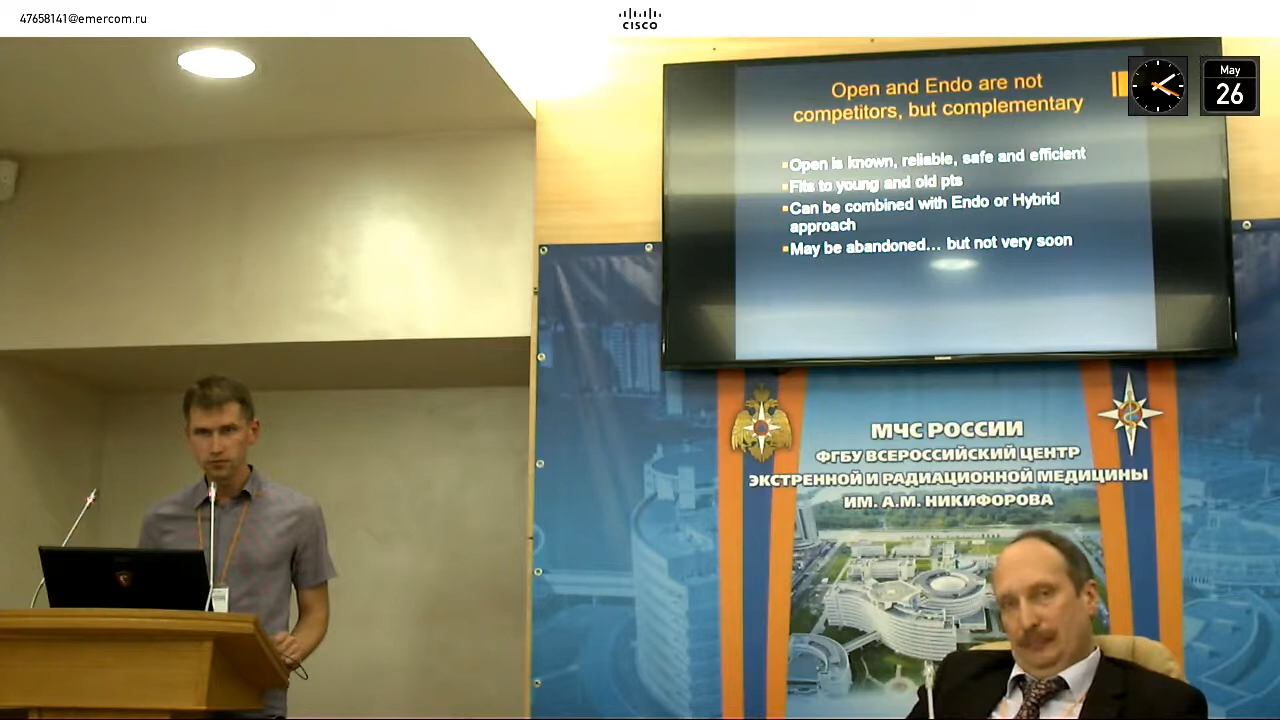 47658141@emercom.ru
CISCO
May
26
Open and Endo are not
competitors, but complementary
▪Open is known, reliable, safe and efficient
▪Fits to young and old pts
▪Can be combined with Endo or Hybrid
approach
▪May be abandoned... but not very soon
МЧС РОССИИ
ФГБУ ВСЕРОССИЙСКИЙ ЦЕНТР
ЭКСТРЕННОЙ И РАДИАЦИОННОЙ МЕДИЦИНЫ
ИМ. А.М. НИКИФОРОВА